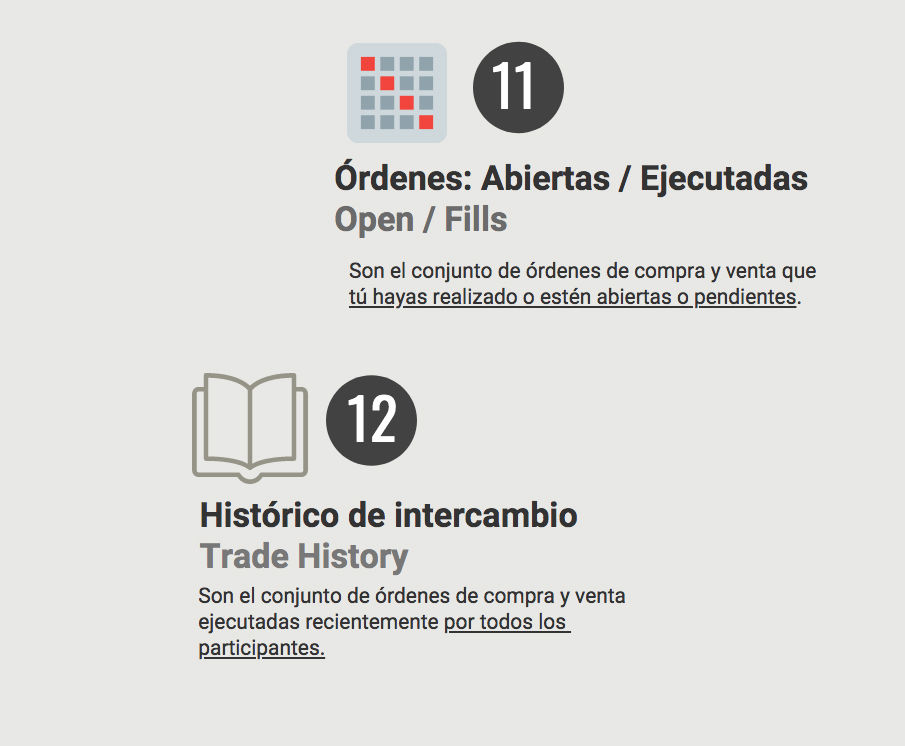 11
Órdenes: Abiertas / Ejecutadas
Open / Fills
Son el conjunto de órdenes de compra y venta que
tú hayas realizado o estén abiertas o pendientes.
12
Histórico de intercambio
Trade History
Son el conjunto de órdenes de compra y venta
ejecutadas recientemente por todos los
participantes.